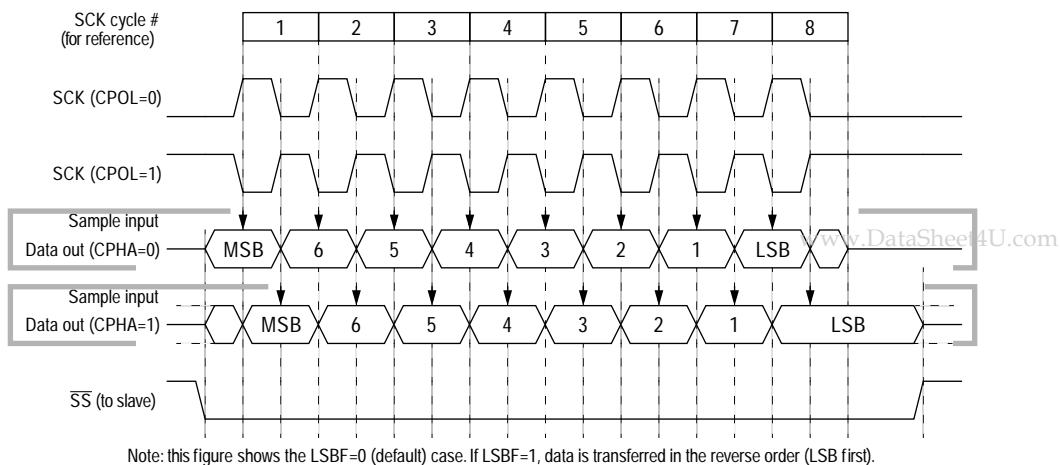 SCK cycle #
(for reference)
1 2 3 4 5 6 7 8
SCK (CPOL=0)
SCK (CPOL=1)
Sample input
Data out (CPHA=0) MSB 6 5 4 3 2 1 LSB
www.DataSheet4U.com
Sample input
Data out (CPHA=1) MSB 6 5 4 3 2 1 LSB
SS (to slave)
Note: this figure shows the LSBF=0 (default) case. If LSBF=1, data is transferred in the reverse order (LSB first).